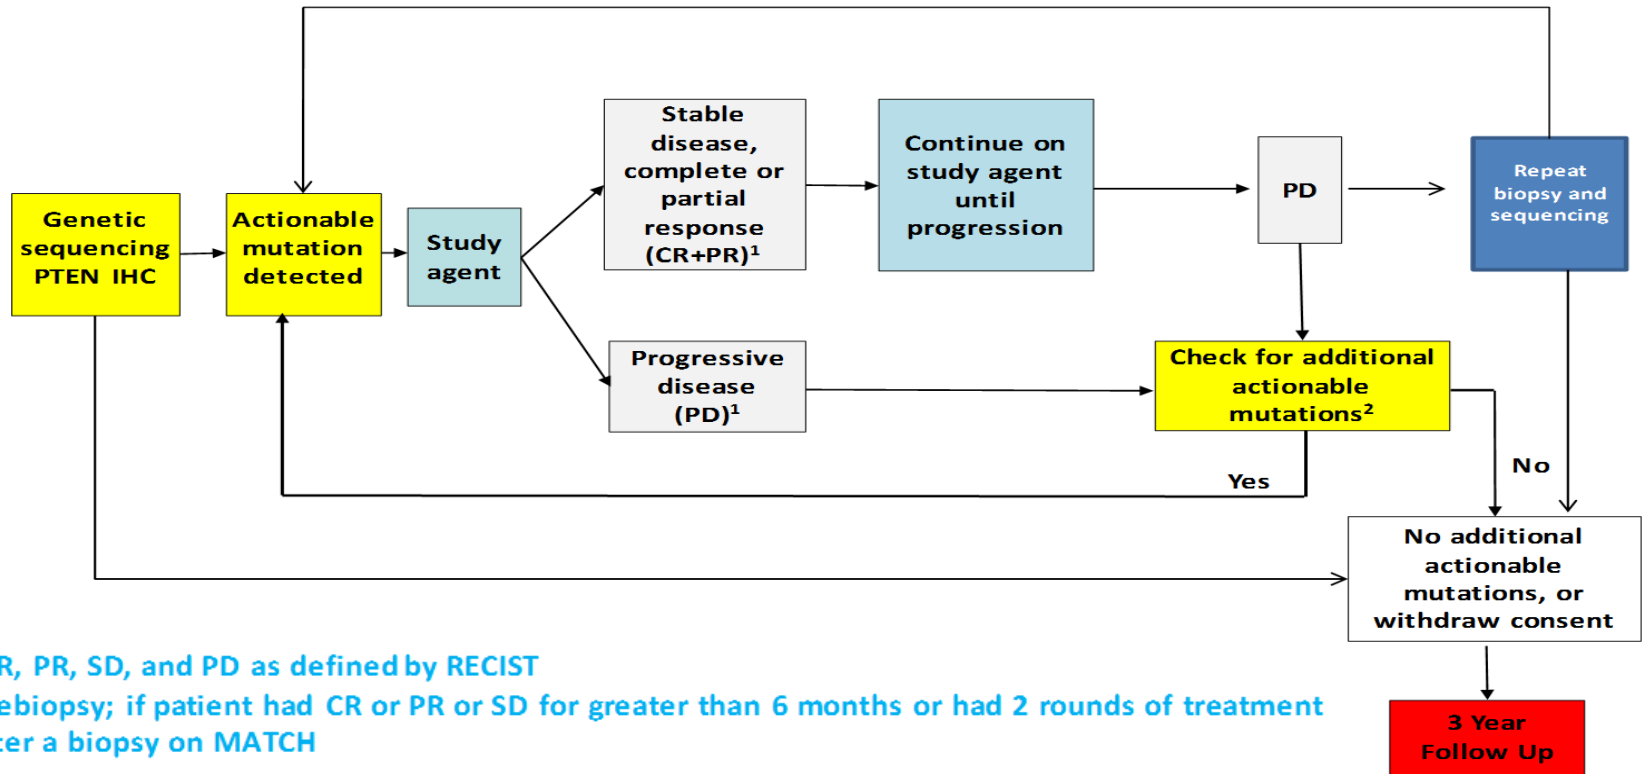 Genetic
sequencing
PTEN IHC
Actionable
mutation
detected
Study
agent
Stable
disease,
complete or
partial
response
(CR+PR)¹
Continue on
study agent
until
progression
PD
Repeat
biopsy and
sequencing
Progressive
disease
(PD)¹
Check for additional
actionable
mutations²
Yes
No
No additional
actionable
mutations, or
withdraw consent
3 Year
Follow Up
R, PR, SD, and PD as defined by RECIST
ebiopsy; if patient had CR or PR or SD for greater than 6 months or had 2 rounds of treatment
ter a biopsy on MATCH